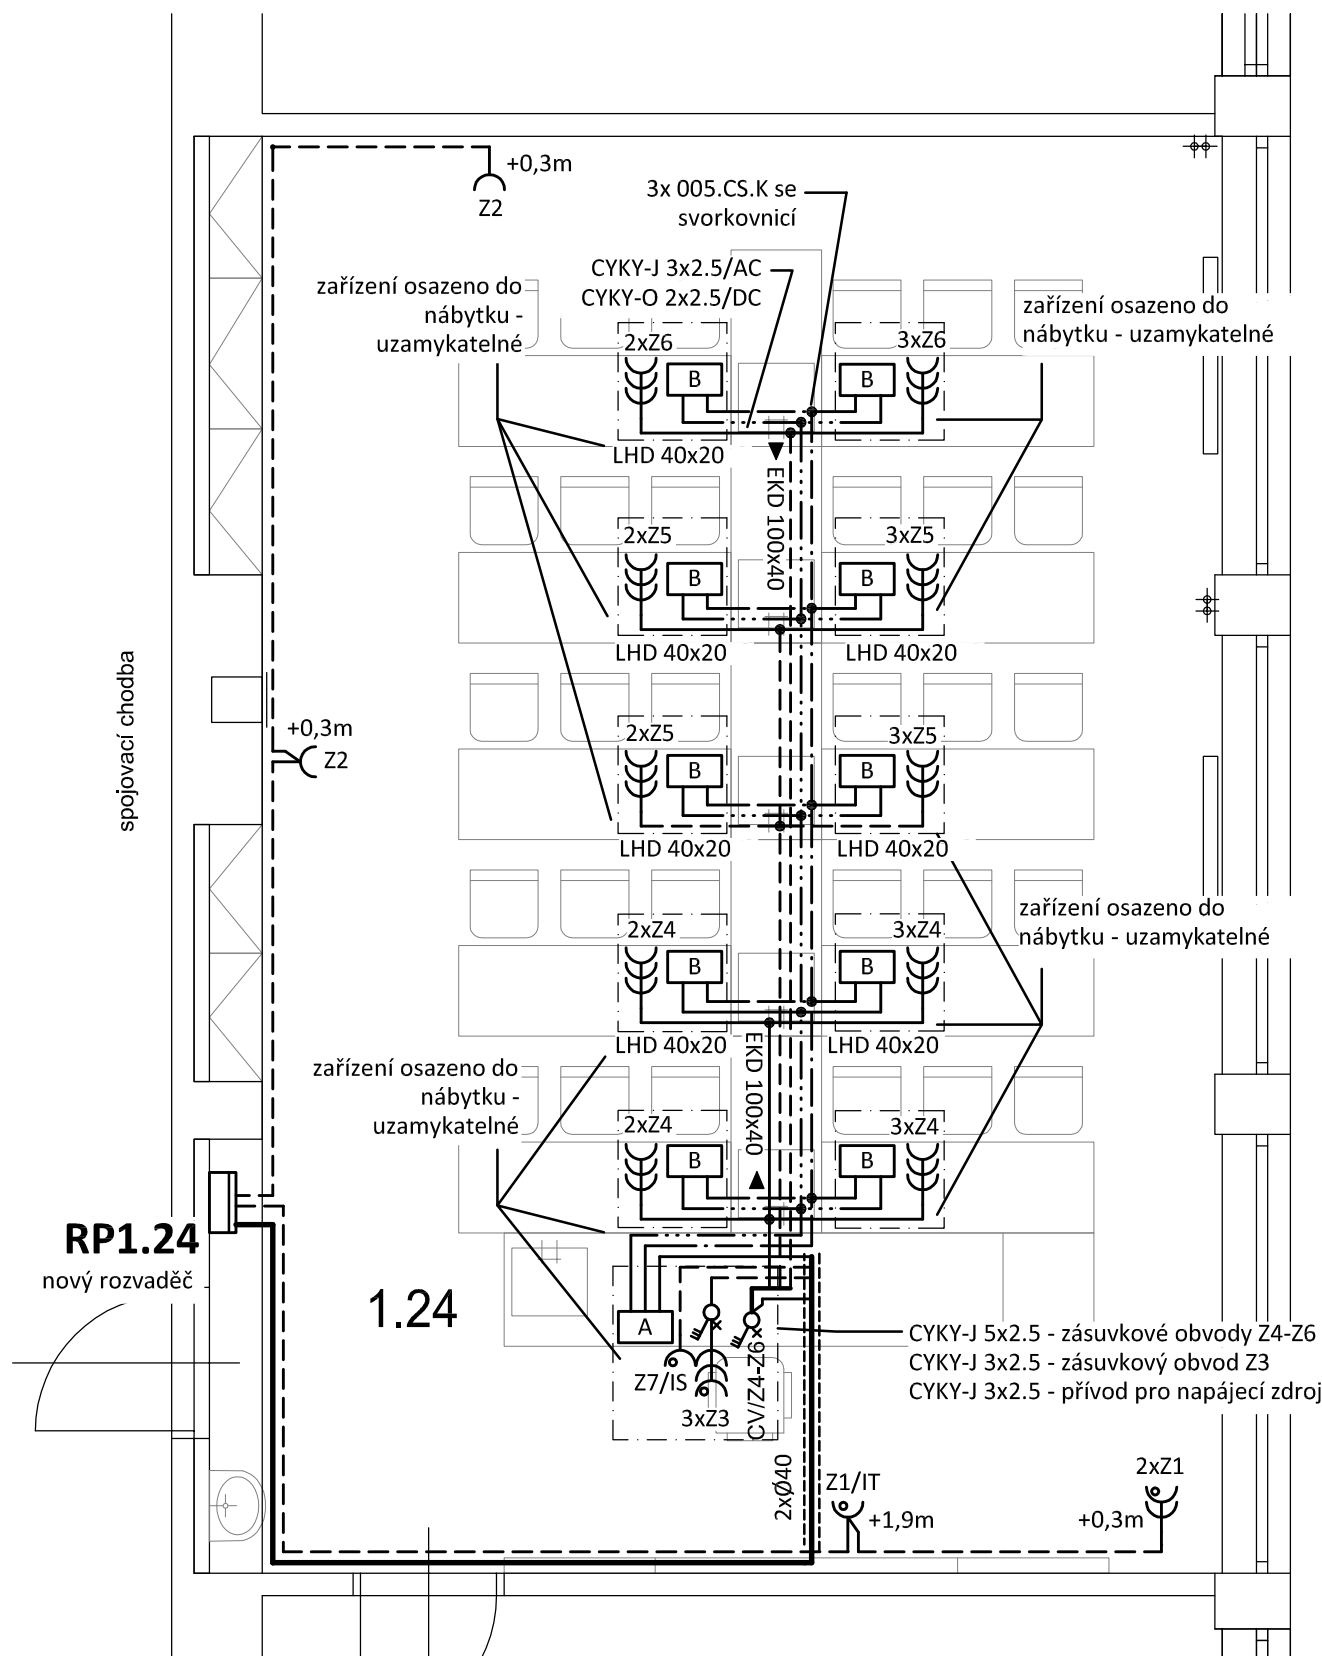 +0,3m
Z2
3x 005.CS.K se
svorkovnicí
CYKY-J 3x2.5/AC
CYKY-O 2x2.5/DC
zařízení osazeno do
nábytku -
uzamykatelné
zařízení osazeno do
nábytku - uzamykatelné
2xZ6
B
B
3xZ6
LHD 40x20
EKD 100x40
2xZ5
B
B
3xZ5
LHD 40x20
LHD 40x20
spojovací chodba
+0,3m
Z2
2xZ5
B
B
3xZ5
LHD 40x20
LHD 40x20
zařízení osazeno do
nábytku - uzamykatelné
2xZ4
B
B
3xZ4
LHD 40x20
LHD 40x20
EKD 100x40
zařízení osazeno do
nábytku -
uzamykatelné
2xZ4
B
B
3xZ4
RP1.24
nový rozvaděč
1.24
A
Z7/IS
3xZ3
CV/Z4-Z6
CYKY-J 5x2.5 - zásuvkové obvody Z4-Z6
CYKY-J 3x2.5 - zásuvkový obvod Z3
CYKY-J 3x2.5 - přívod pro napájecí zdroj
2xØ40
Z1/IT
+1,9m
2xZ1
+0,3m